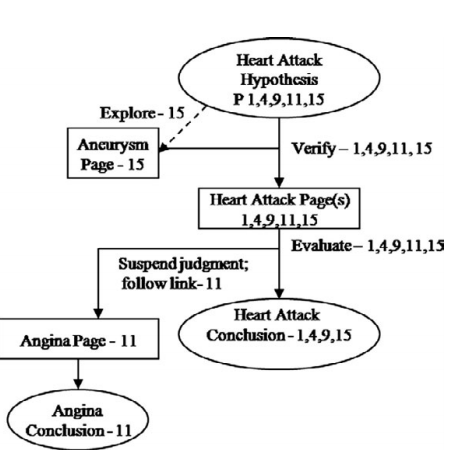 Heart Attack
Hypothesis
P 1,4,9,11,15
Explore - 15
Aneurysm
Page - 15
Verify – 1,4,9,11, 15
Heart Attack Page(s)
1,4,9,11,15
Evaluate – 1,4,9,11,15
Suspend judgment;
follow link- 11
Heart Attack
Conclusion - 1,4,9,15
Angina Page - 11
Angina
Conclusion - 11